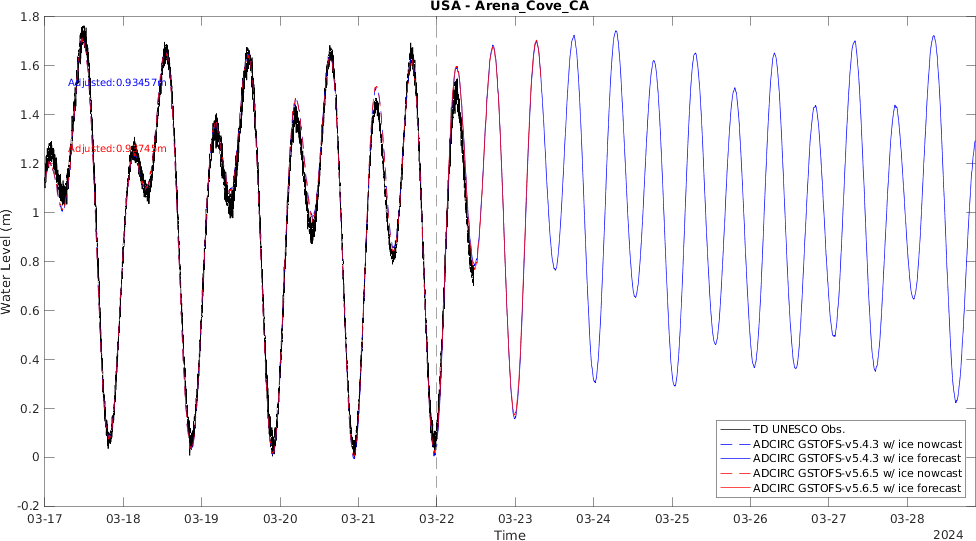 USA - Arena_Cove_CA
1.8
1.6
1.4
1.2
1
0.8
0.6
0.4
0.2
0
-0.2
Water Level (m)
Adjusted:0.93457m
03-17 03-18 03-19 03-20 03-21 03-22 03-23 03-24 03-25 03-26 03-27 03-28
Time
2024
TD UNESCO Obs.
ADCIRC GSTOFS-v5.4.3 w/ ice nowcast
ADCIRC GSTOFS-v5.4.3 w/ ice forecast
ADCIRC GSTOFS-v5.6.5 w/ ice nowcast
ADCIRC GSTOFS-v5.6.5 w/ ice forecast